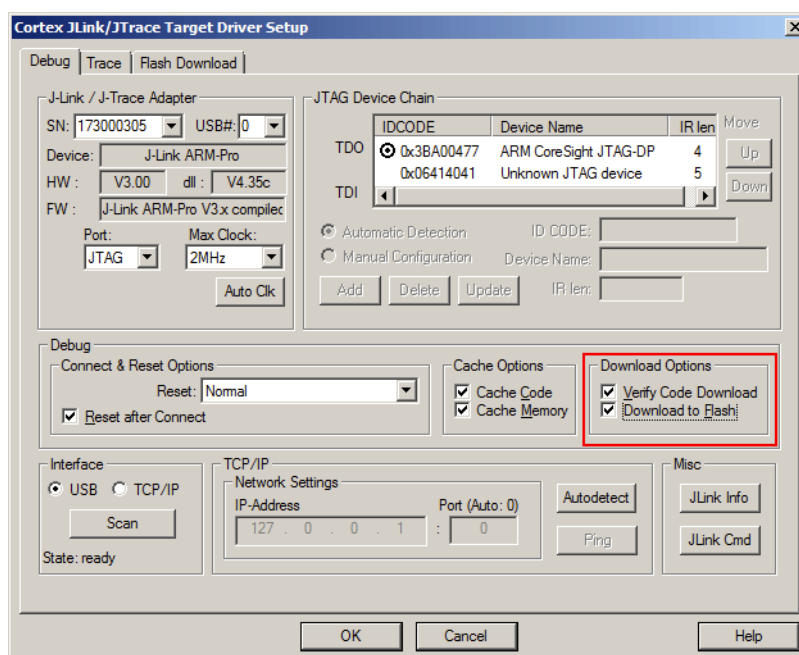 Cortex JLink/JTrace Target Driver Setup
Debug Trace Flash Download
J-Link / J-Trace Adapter
SN: 173000305 USB#: 0
Device: J-Link ARM-Pro
HW : V3.00 dll : V4.35c
FW : J-Link ARM-Pro V3.x compilec
Port: Max Clock:
JTAG 2MHz
Auto Clk
JTAG Device Chain
IDCODE Device Name IR len Move
TDO 0x3BA00477 ARM CoreSight JTAG-DP 4 Up
0x06414041 Unknown JTAG device 5
TDI Down
Automatic Detection ID CODE:
Manual Configuration Device Name:
Add Delete Update IR len:
Debug
Connect & Reset Options
Reset: Normal
Reset after Connect
Cache Options
Cache Code
Cache Memory
Download Options
Verify Code Download
Download to Flash
Interface
USB TCP/IP
Scan
State: ready
TCP/IP
Network Settings
IP-Address Port (Auto: 0)
127 . 0 . 0 . 1 : 0
Autodetect
Ping
Misc
JLink Info
JLink Cmd
OK Cancel Help